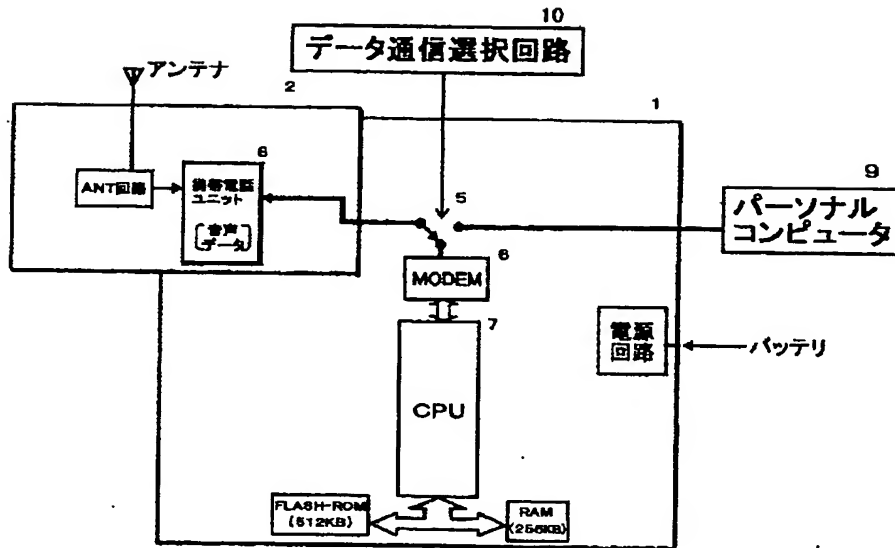 10
データ通信選択回路
アンテナ
2
1
ANT回路
6
携帯電話
ユニット
音声
データ
5
9
パーソナル
コンピュータ
6
MODEM
7
CPU
電源
回路
バッテリ
FLASH-ROM
(512KB)
RAM
(256KB)